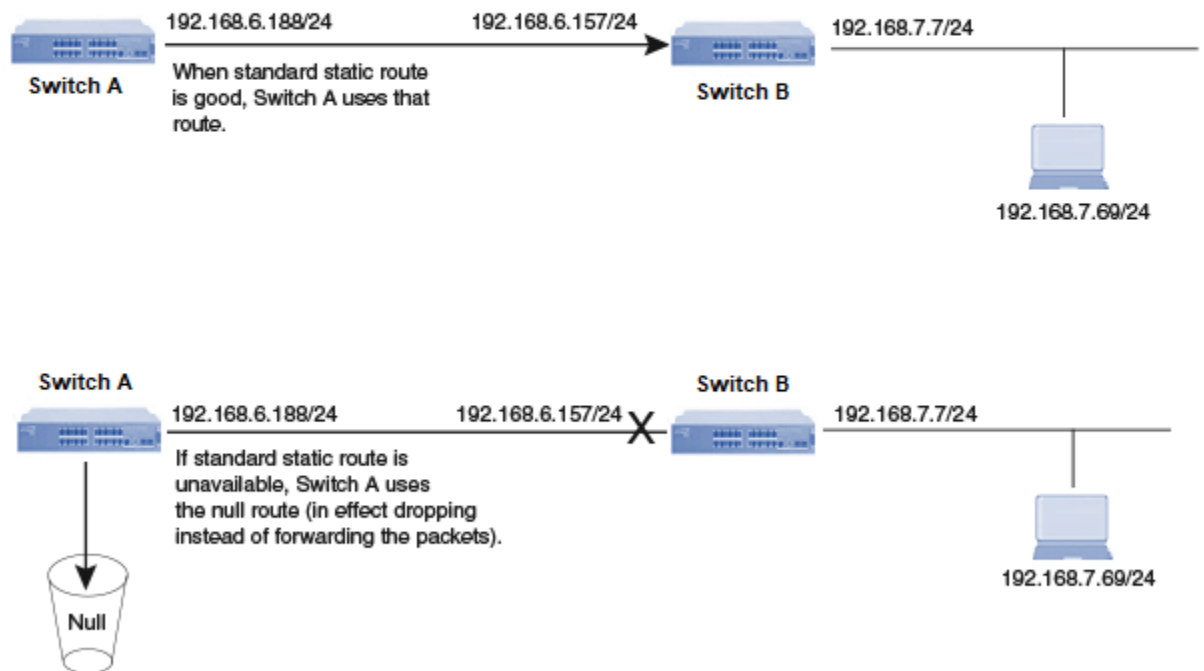 192.168.6.188/24
192.168.6.157/24
192.168.7.7/24
Switch A
When standard static route
is good, Switch A uses that
route.
Switch B
192.168.7.69/24
Switch A
Switch B
192.168.6.188/24
192.168.6.157/24
192.168.7.7/24
If standard static route is
unavailable, Switch A uses
the null route (in effect dropping
instead of forwarding the packets).
192.168.7.69/24
Null